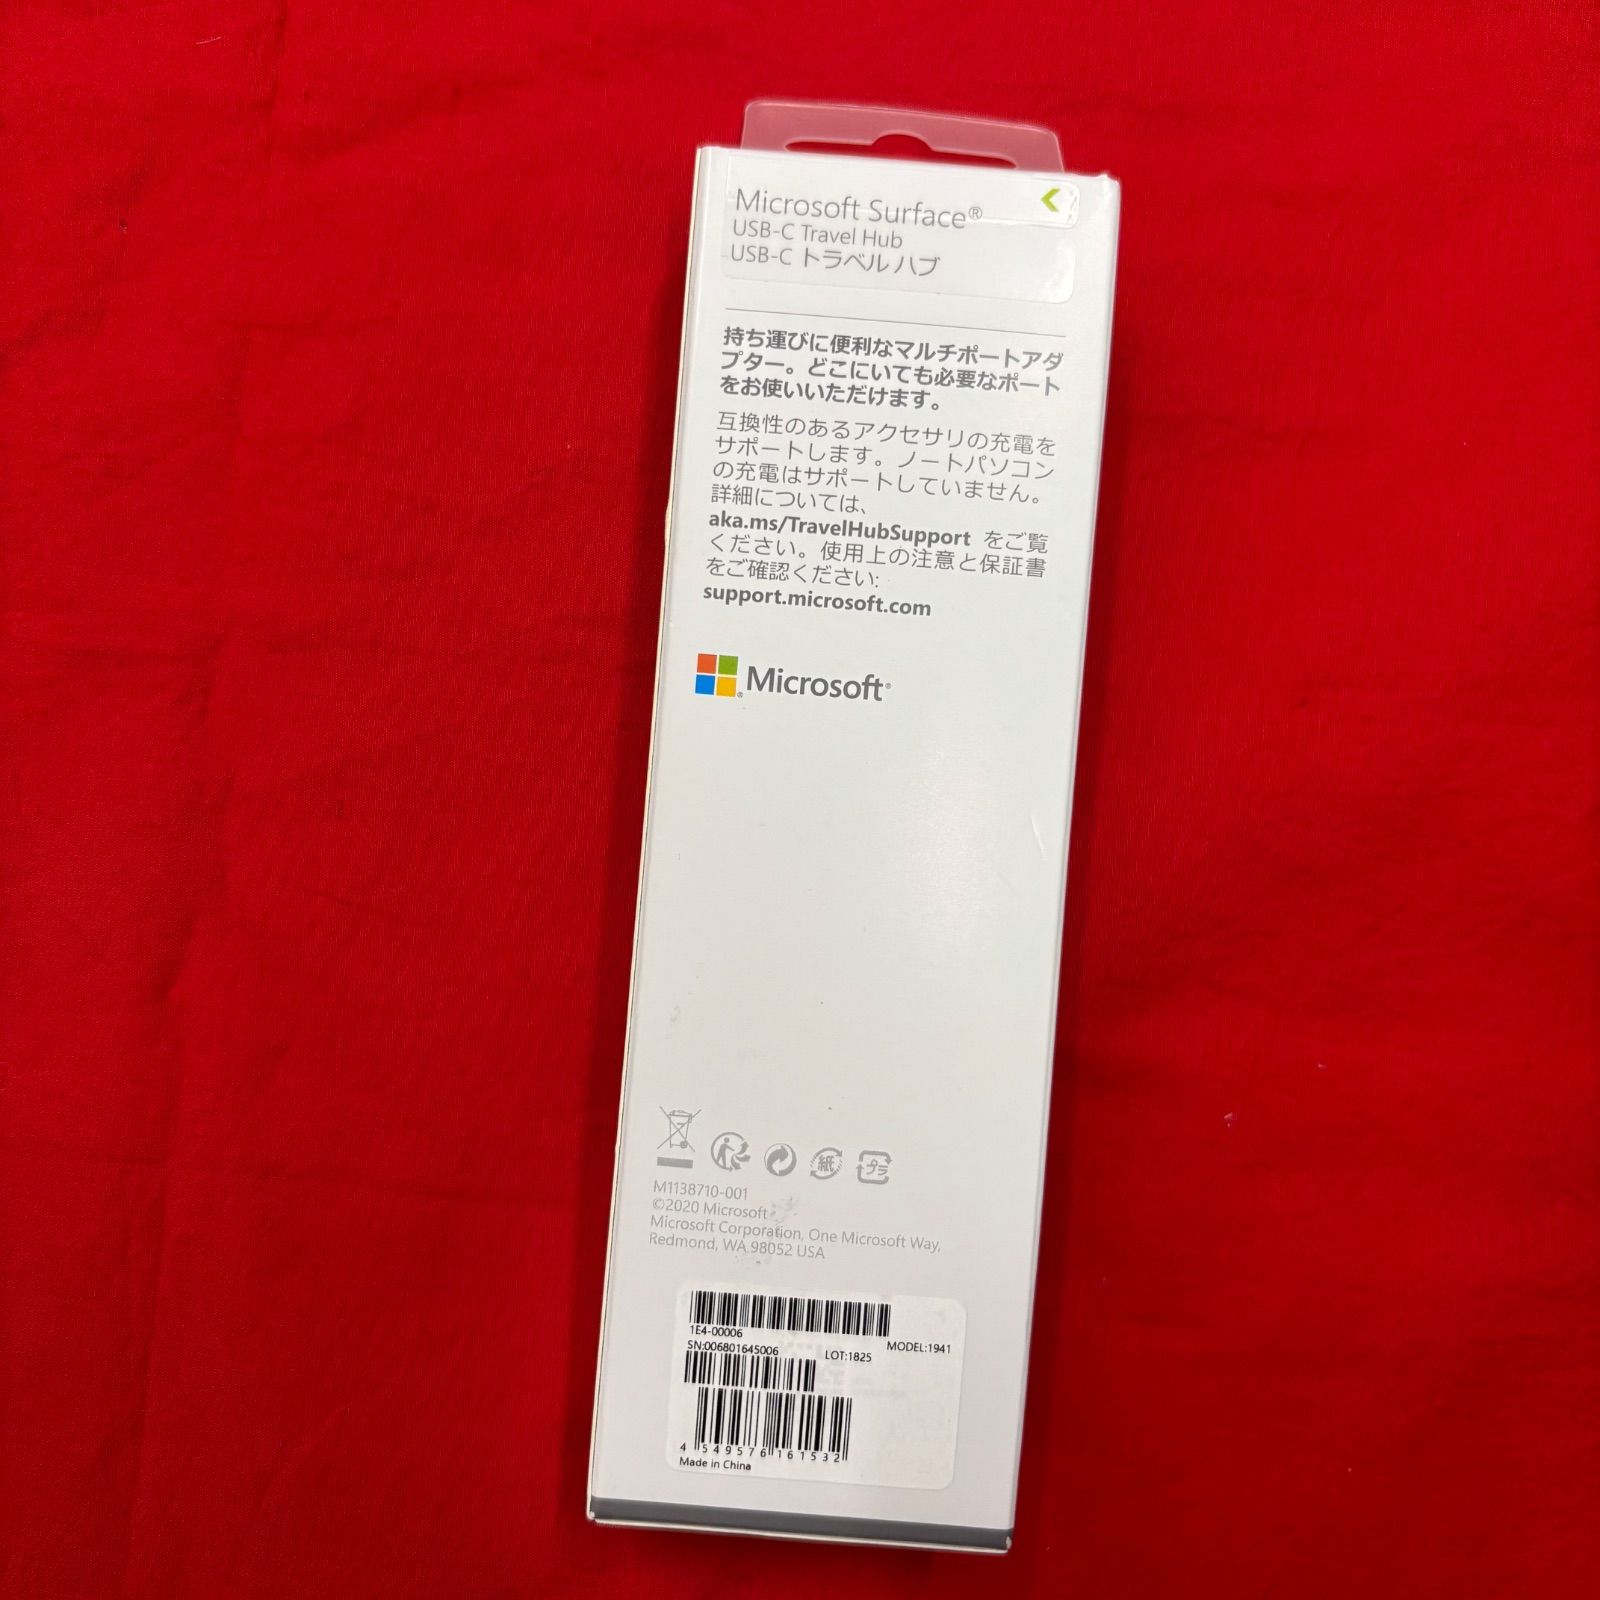 Microsoft Surface®
USB-C Travel Hub
USB-C トラベル ハブ
持ち運びに便利なマルチポートアダ
プター。どこにいても必要なポート
をお使いいただけます。
互換性のあるアクセサリの充電を
サポートします。ノートパソコン
の充電はサポートしていません。
詳細については、
aka.ms/TravelHubSupport をご覧
ください。使用上の注意と保証書
をご確認ください:
support.microsoft.com
Microsoft
紙
プラ
M1138710-001
©2020 Microsoft
Microsoft Corporation, One Microsoft Way,
Redmond, WA 98052 USA
1E4-00006
SN:006801645006 LOT:1825 MODEL:1941
4 549576 161532
Made in China